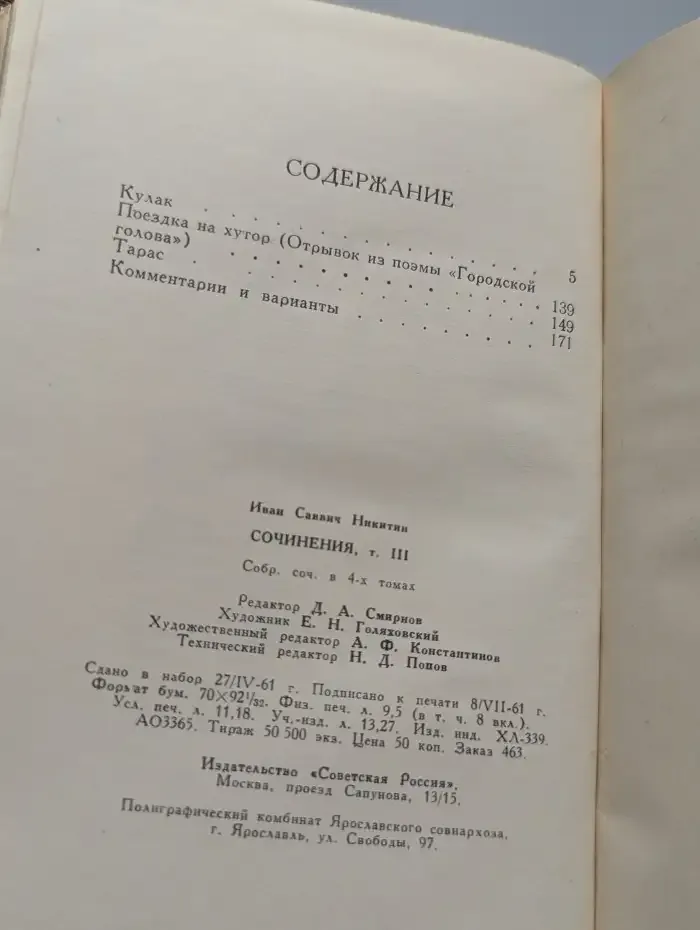 СОДЕРЖАНИЕ
Кулак . . . . . . . . . . . . . . . 5
Поездка на хутор (Отрывок из поэмы «Городской
голова») . . . . . . . . . . . . . . 139
Тарас . . . . . . . . . . . . . . . 149
Комментарии и варианты . . . . . . . . . 171
Иван Саввич Никитин
СОЧИНЕНИЯ, т. III
Собр. соч. в 4-х томах
Редактор Д. А. Смирнов
Художник Е. Н. Голяховский
Художественный редактор А. Ф. Константинов
Технический редактор Н. Д. Попов
Сдано в набор 27/IV-61 г. Подписано к печати 8/VII-61 г.
Формат бум. 70×92 1/32. Физ. печ. л. 9,5 (в т. ч. 8 вкл.).
Усл. печ. л. 11,18. Уч.-изд. л. 13,27. Изд. инд. ХЛ-339.
АО3365. Тираж 50 500 экз. Цена 50 коп. Заказ 463.
Издательство «Советская Россия».
Москва, проезд Сапунова, 13/15.
Полиграфический комбинат Ярославского совнархоза,
г. Ярославль, ул. Свободы, 97.